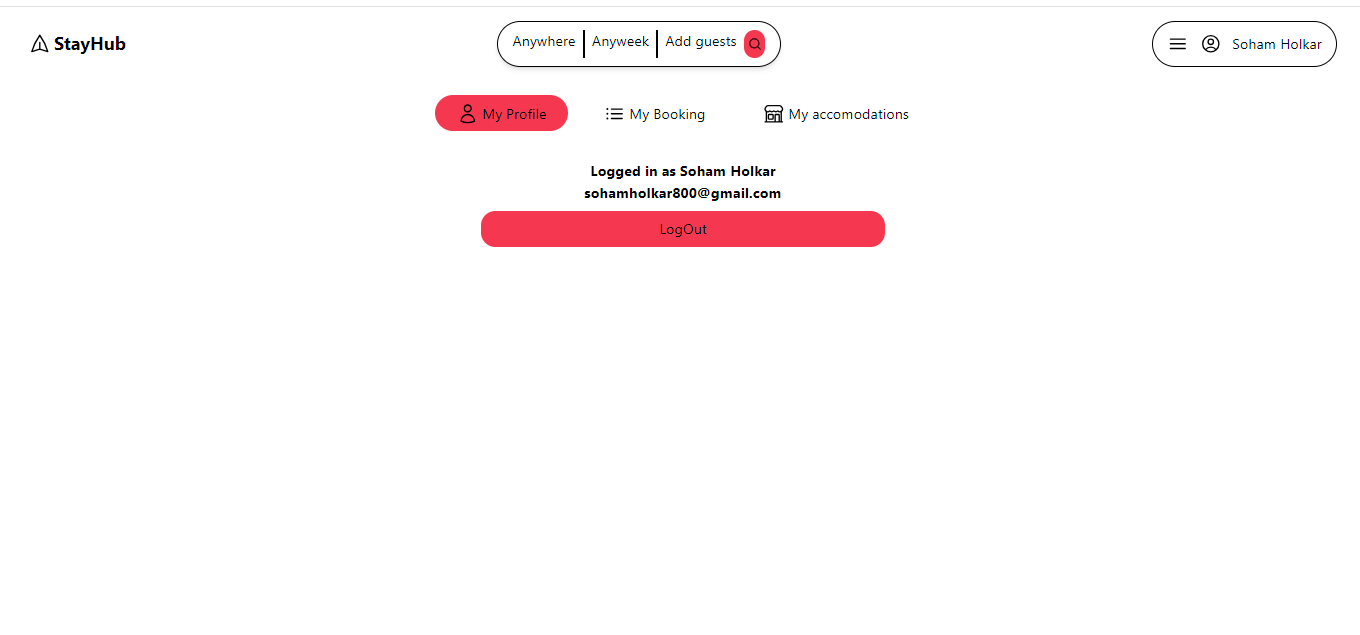 StayHub
Anywhere Anyweek Add guests
Soham Holkar
My Profile My Booking My accomodations
Logged in as Soham Holkar
sohamholkar800@gmail.com
LogOut